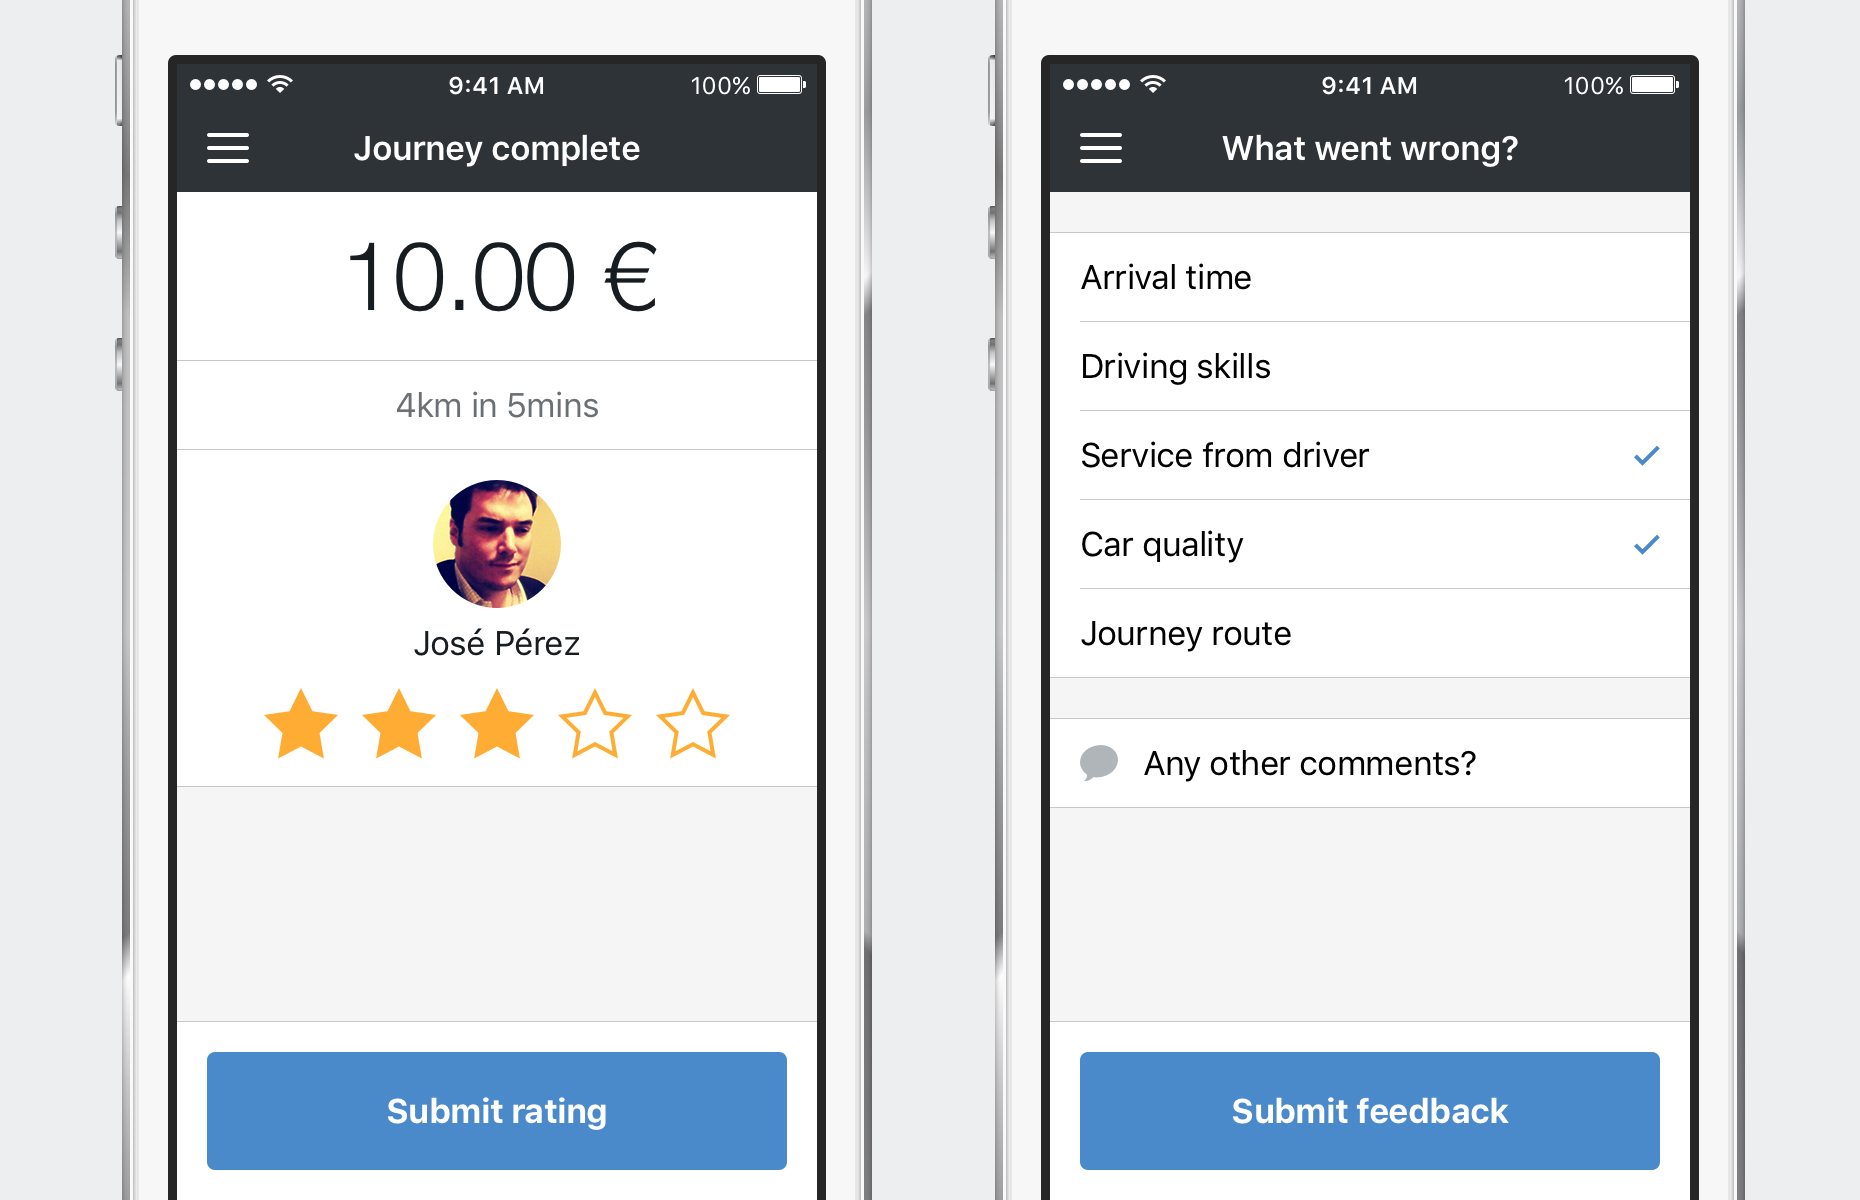 9:41 AM
100%
Journey complete
10.00 €
4km in 5mins
José Pérez
Submit rating
9:41 AM
100%
What went wrong?
Arrival time
Driving skills
Service from driver
Car quality
Journey route
Any other comments?
Submit feedback